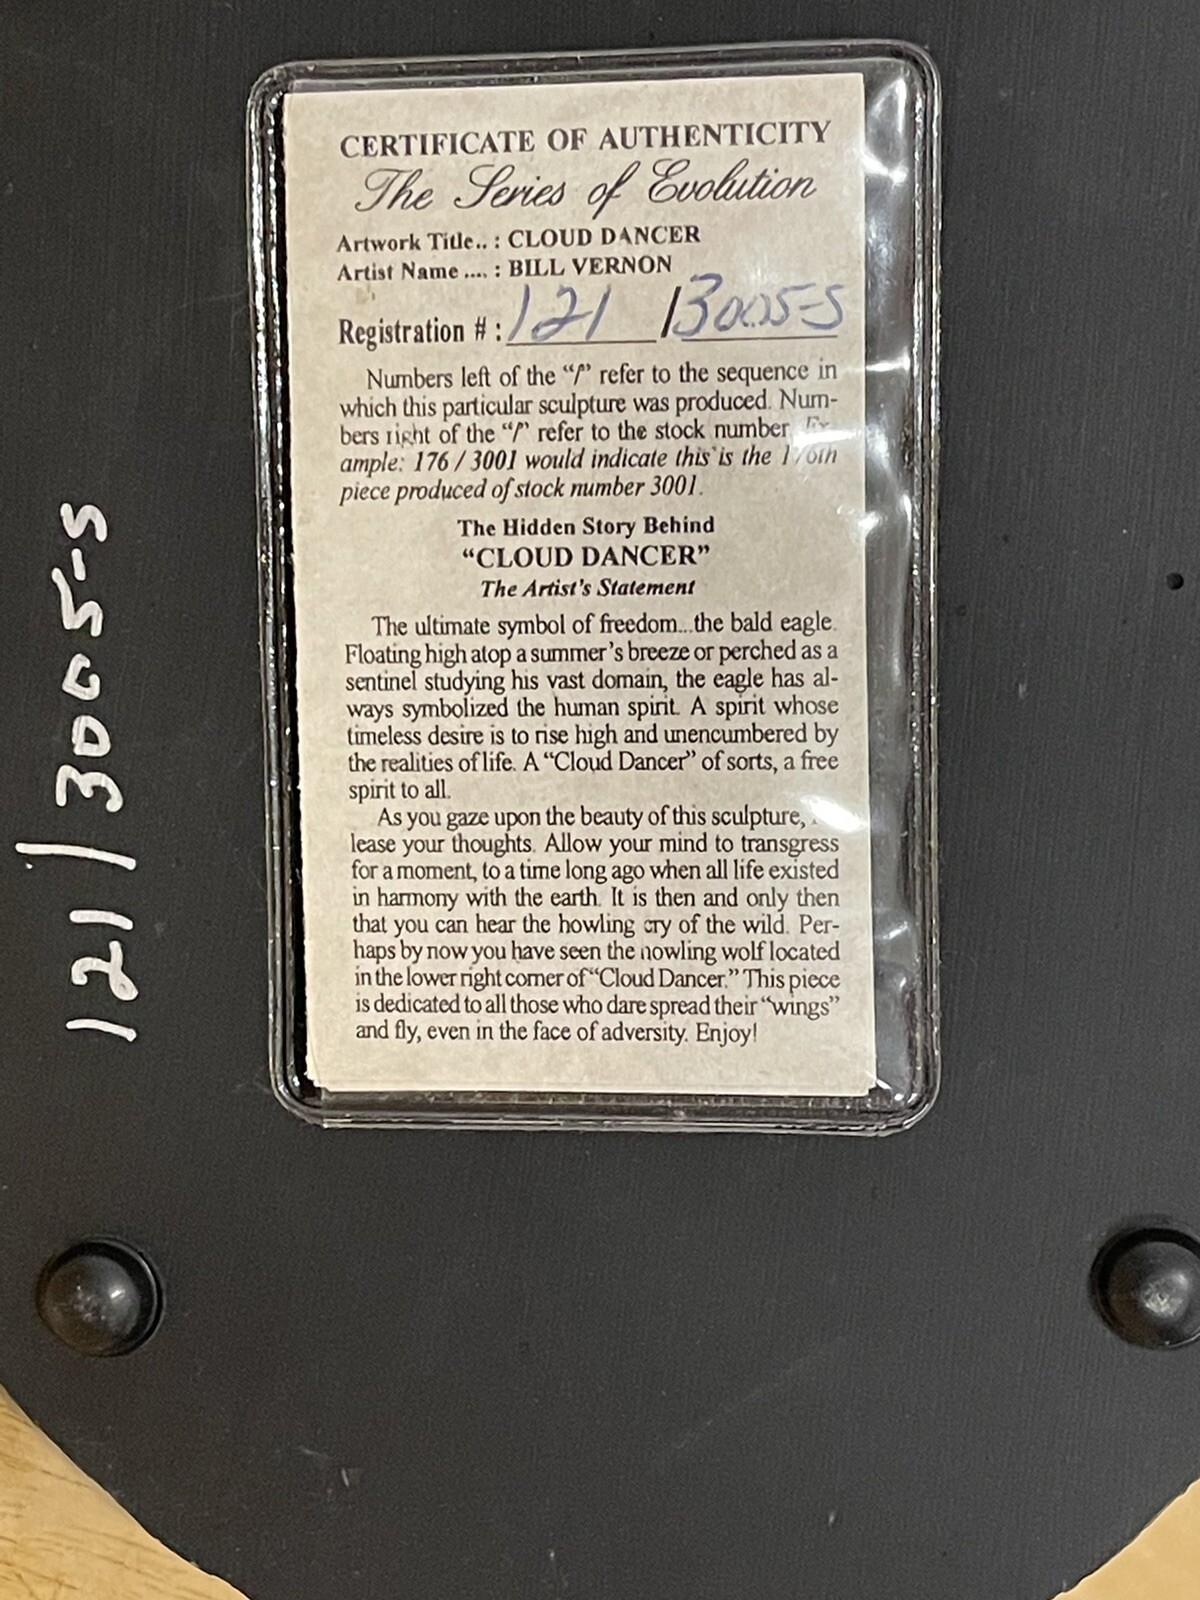 CERTIFICATE OF AUTHENTICITY
The Series of Evolution
Artwork Title.. : CLOUD DANCER
Artist Name .... : BILL VERNON
Registration # : 121 / 3005-S
Numbers left of the “/” refer to the sequence in
which this particular sculpture was produced. Num-
bers right of the “/” refer to the stock number. Ex-
ample: 176 / 3001 would indicate this is the 176th
piece produced of stock number 3001.
The Hidden Story Behind
“CLOUD DANCER”
The Artist's Statement
The ultimate symbol of freedom...the bald eagle.
Floating high atop a summer's breeze or perched as a
sentinel studying his vast domain, the eagle has al-
ways symbolized the human spirit. A spirit whose
timeless desire is to rise high and unencumbered by
the realities of life. A “Cloud Dancer” of sorts, a free
spirit to all.
As you gaze upon the beauty of this sculpture,
lease your thoughts. Allow your mind to transgress
for a moment, to a time long ago when all life existed
in harmony with the earth. It is then and only then
that you can hear the howling cry of the wild. Per-
haps by now you have seen the howling wolf located
in the lower right corner of “Cloud Dancer.” This piece
is dedicated to all those who dare spread their “wings”
and fly, even in the face of adversity. Enjoy!
121/3005-S